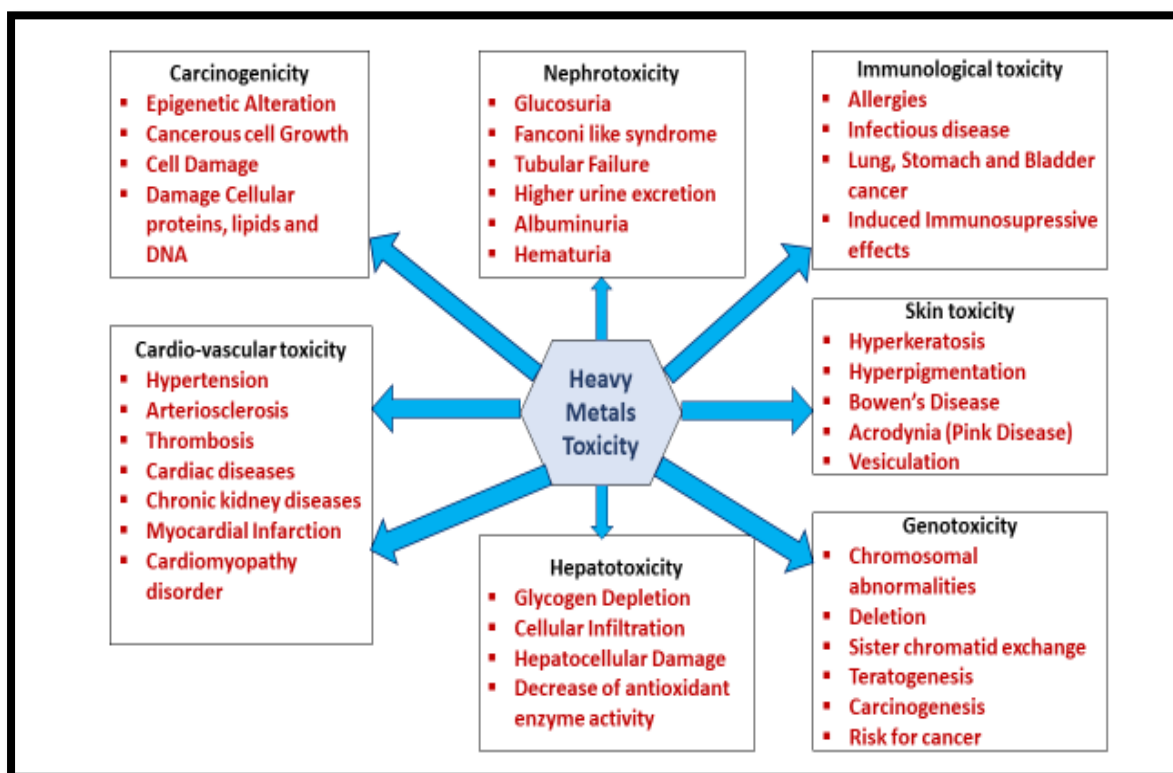 Carcinogenicity
▪ Epigenetic Alteration
▪ Cancerous cell Growth
▪ Cell Damage
▪ Damage Cellular
proteins, lipids and
DNA
Nephrotoxicity
▪ Glucosuria
▪ Fanconi like syndrome
▪ Tubular Failure
▪ Higher urine excretion
▪ Albuminuria
▪ Hematuria
Immunological toxicity
▪ Allergies
▪ Infectious disease
▪ Lung, Stomach and Bladder
cancer
▪ Induced Immunosupressive
effects
Cardio-vascular toxicity
▪ Hypertension
▪ Arteriosclerosis
▪ Thrombosis
▪ Cardiac diseases
▪ Chronic kidney diseases
▪ Myocardial Infarction
▪ Cardiomyopathy
disorder
Heavy
Metals
Toxicity
Skin toxicity
▪ Hyperkeratosis
▪ Hyperpigmentation
▪ Bowen's Disease
▪ Acrodynia (Pink Disease)
▪ Vesiculation
Hepatotoxicity
▪ Glycogen Depletion
▪ Cellular Infiltration
▪ Hepatocellular Damage
▪ Decrease of antioxidant
enzyme activity
Genotoxicity
▪ Chromosomal
abnormalities
▪ Deletion
▪ Sister chromatid exchange
▪ Teratogenesis
▪ Carcinogenesis
▪ Risk for cancer